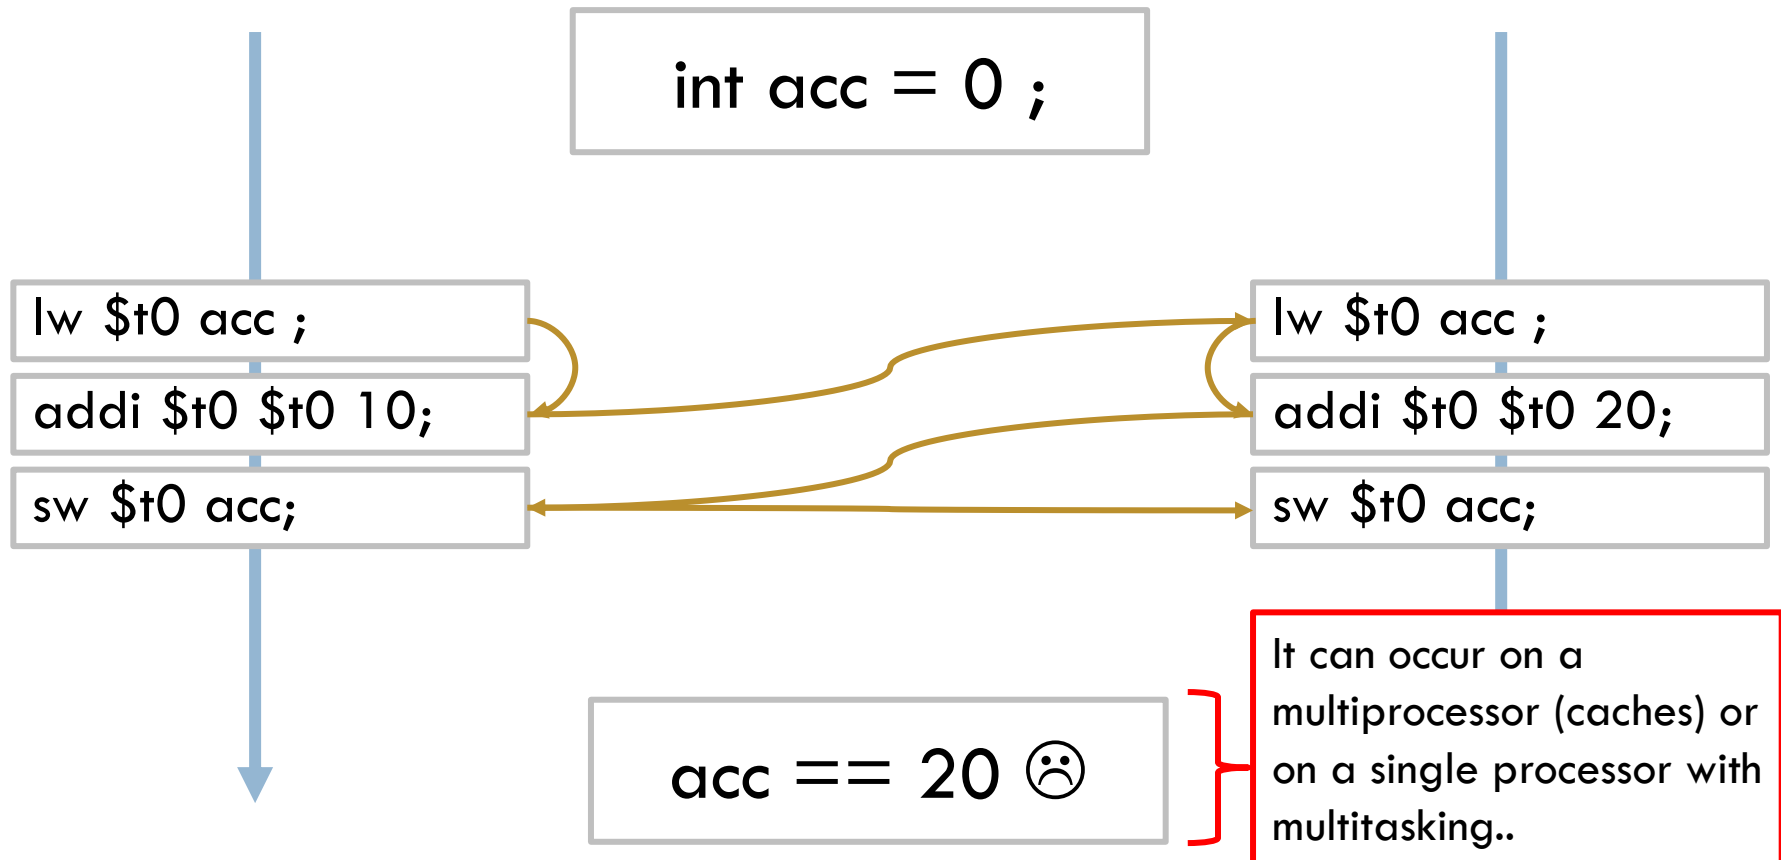 int acc = 0 ;
lw $t0 acc ;
addi $t0 $t0 10;
sw $t0 acc;
lw $t0 acc ;
addi $t0 $t0 20;
sw $t0 acc;
acc == 20 ☹
It can occur on a
multiprocessor (caches) or
on a single processor with
multitasking..